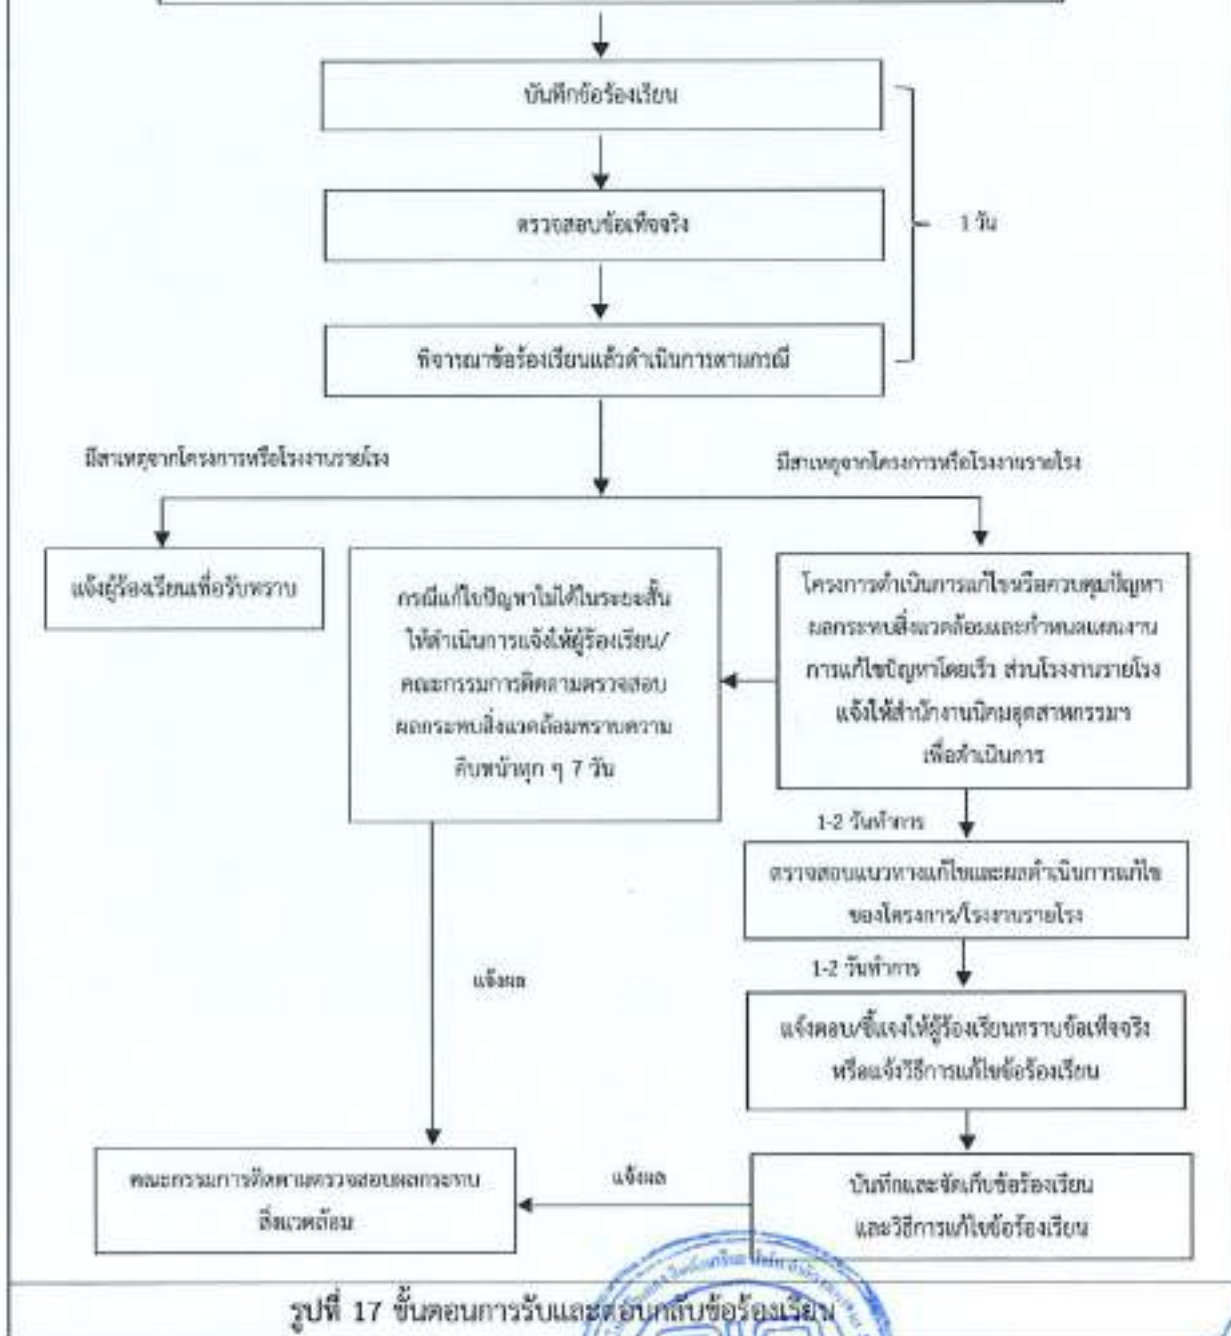 บันทึกข้อร้องเรียน
ตรวจสอบข้อเท็จจริง
1 วัน
พิจารณาข้อร้องเรียนแล้วดำเนินการตามกรณี
มีสาเหตุจากโครงการหรือโรงงานรายโรง
มีสาเหตุจากโครงการหรือโรงงานรายโรง
แจ้งผู้ร้องเรียนเพื่อรับทราบ
กรณีแก้ไขปัญหาไม่ได้ในระยะสั้น
ให้ดำเนินการแจ้งให้ผู้ร้องเรียน/
คณะกรรมการติดตามตรวจสอบ
ผลกระทบสิ่งแวดล้อมทราบความ
คืบหน้าทุก ๆ 7 วัน
โครงการดำเนินการแก้ไขหรือควบคุมปัญหา
ผลกระทบสิ่งแวดล้อมและกำหนดแผนงาน
การแก้ไขปัญหาโดยเร็ว ส่วนโรงงานรายโรง
แจ้งให้สำนักงานนิคมอุตสาหกรรมฯ
เพื่อดำเนินการ
1-2 วันทำการ
ตรวจสอบแนวทางแก้ไขและผลดำเนินการแก้ไข
ของโครงการ/โรงงานรายโรง
1-2 วันทำการ
แจ้งผล
แจ้งตอบ/ชี้แจงให้ผู้ร้องเรียนทราบข้อเท็จจริง
หรือแจ้งวิธีการแก้ไขข้อร้องเรียน
คณะกรรมการติดตามตรวจสอบผลกระทบ
สิ่งแวดล้อม
แจ้งผล
บันทึกและจัดเก็บข้อร้องเรียน
และวิธีการแก้ไขข้อร้องเรียน
รูปที่ 17 ขั้นตอนการรับและตอบกลับข้อร้องเรียน